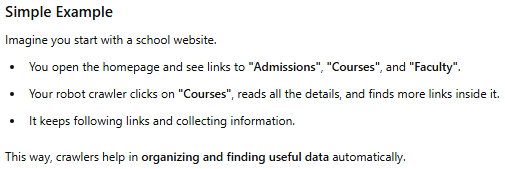 Simple Example
Imagine you start with a school website.
• You open the homepage and see links to "Admissions", "Courses", and "Faculty".
• Your robot crawler clicks on "Courses", reads all the details, and finds more links inside it.
• It keeps following links and collecting information.
This way, crawlers help in organizing and finding useful data automatically.